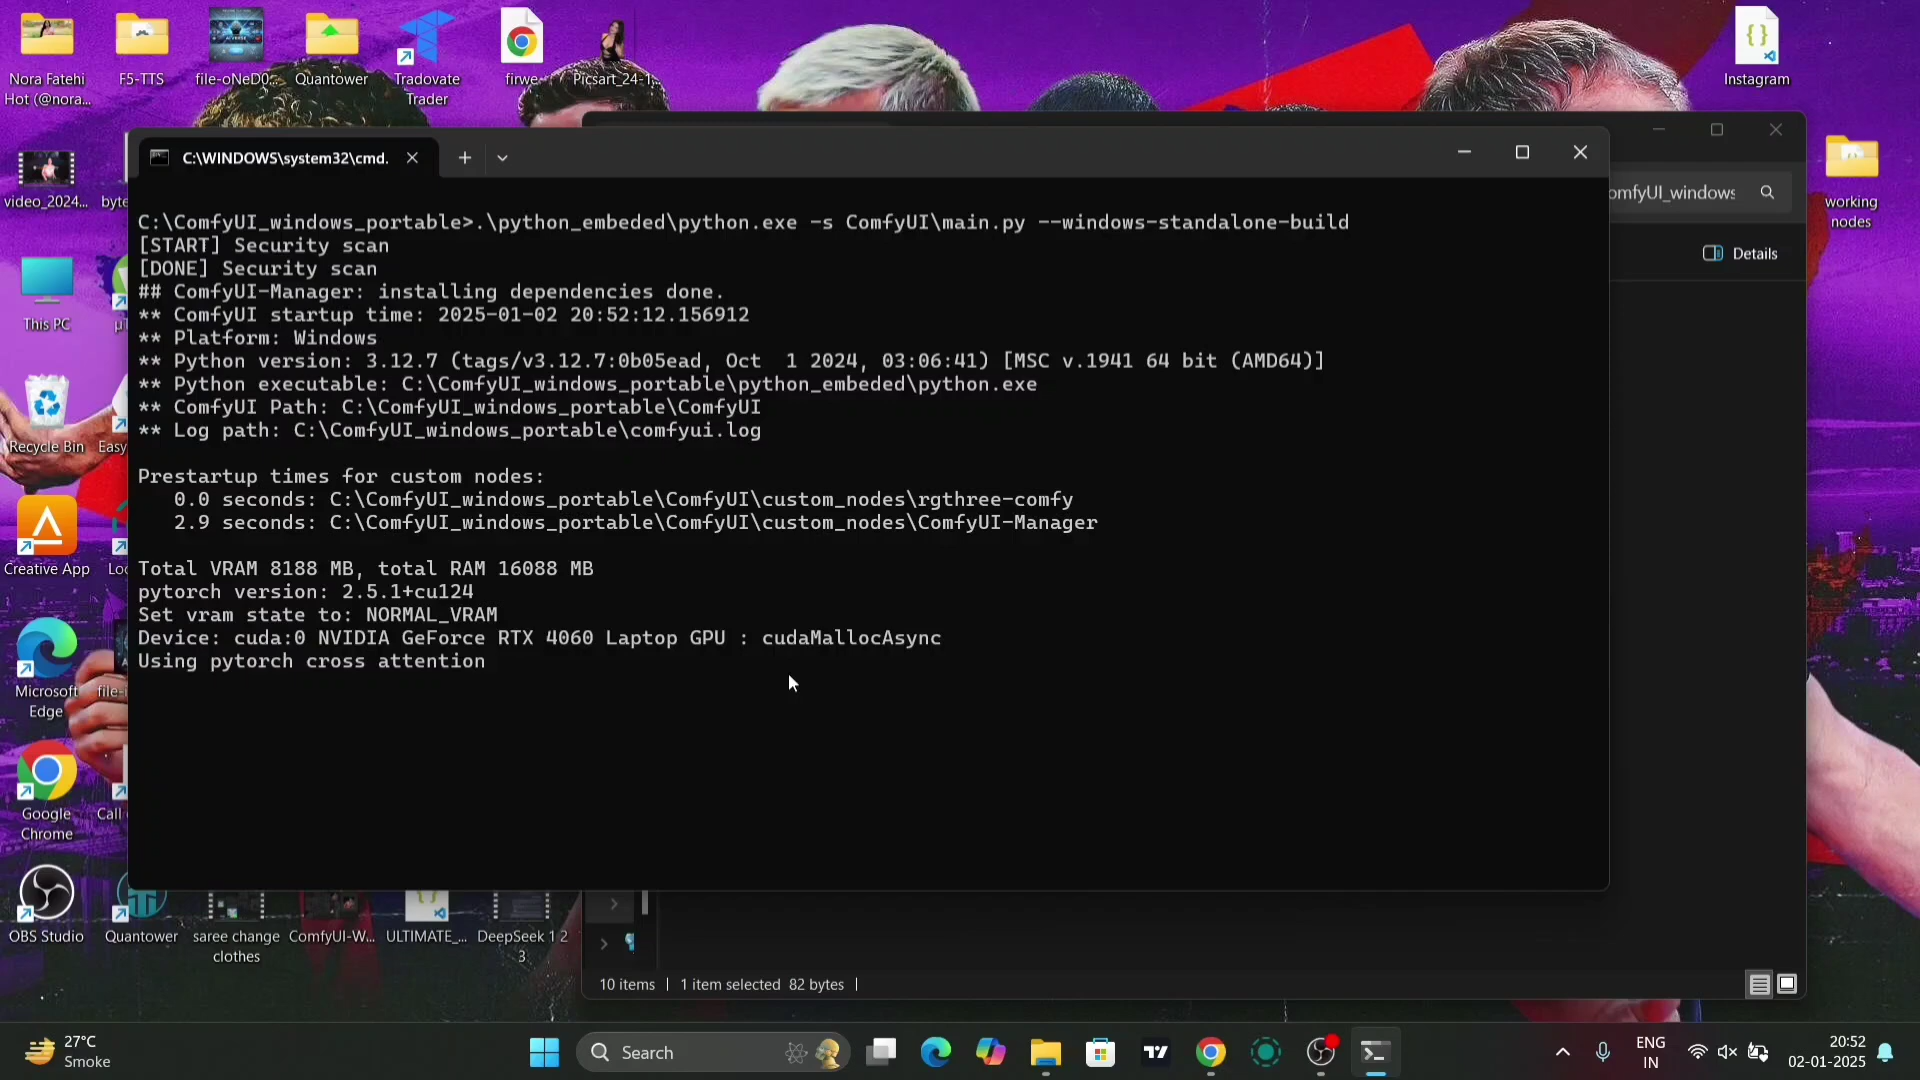 Nora Fatehi
Hot (@nora...
F5-TTS
file-oNeD0...
Quantower
Tradovate
Trader
firwe
Picsart_24-1...
Instagram
C:\WINDOWS\system32\cmd.
omfyUI_windows
working
nodes
Details
video_2024...
byte
This PC
Recycle Bin
Easy
Creative App
Loc
Microsoft
Edge
file-i
Google
Chrome
Call
OBS Studio
Quantower
saree change
clothes
ComfyUI-W...
ULTIMATE_...
DeepSeek 1 2
3
C:\ComfyUI_windows_portable>.\python_embeded\python.exe -s ComfyUI\main.py --windows-standalone-build
[START] Security scan
[DONE] Security scan
## ComfyUI-Manager: installing dependencies done.
** ComfyUI startup time: 2025-01-02 20:52:12.156912
** Platform: Windows
** Python version: 3.12.7 (tags/v3.12.7:0b05ead, Oct  1 2024, 03:06:41) [MSC v.1941 64 bit (AMD64)]
** Python executable: C:\ComfyUI_windows_portable\python_embeded\python.exe
** ComfyUI Path: C:\ComfyUI_windows_portable\ComfyUI
** Log path: C:\ComfyUI_windows_portable\comfyui.log
Prestartup times for custom nodes:
0.0 seconds: C:\ComfyUI_windows_portable\ComfyUI\custom_nodes\rgthree-comfy
2.9 seconds: C:\ComfyUI_windows_portable\ComfyUI\custom_nodes\ComfyUI-Manager
Total VRAM 8188 MB, total RAM 16088 MB
pytorch version: 2.5.1+cu124
Set vram state to: NORMAL_VRAM
Device: cuda:0 NVIDIA GeForce RTX 4060 Laptop GPU : cudaMallocAsync
Using pytorch cross attention
10 items
1 item selected 82 bytes
27°C
Smoke
Search
ENG
IN
20:52
02-01-2025